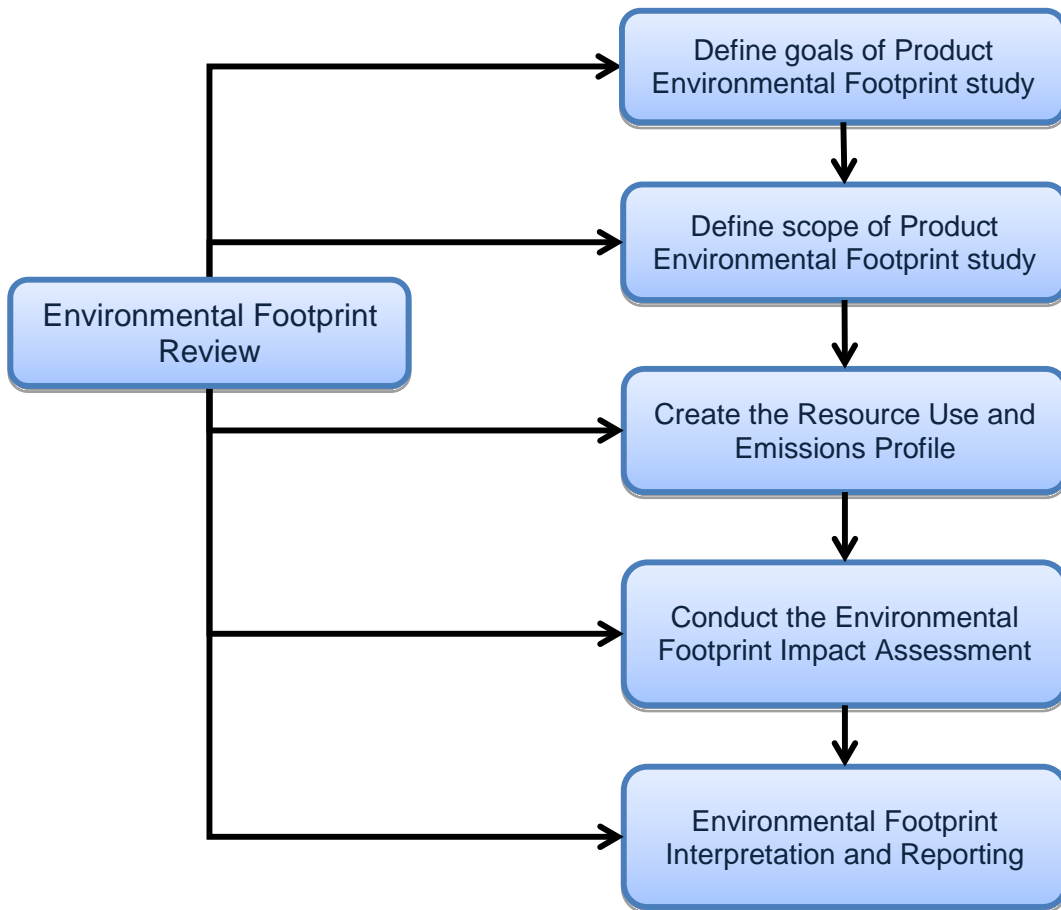 Define goals of Product
Environmental Footprint study
Define scope of Product
Environmental Footprint study
Environmental Footprint
Review
Create the Resource Use and
Emissions Profile
Conduct the Environmental
Footprint Impact Assessment
Environmental Footprint
Interpretation and Reporting